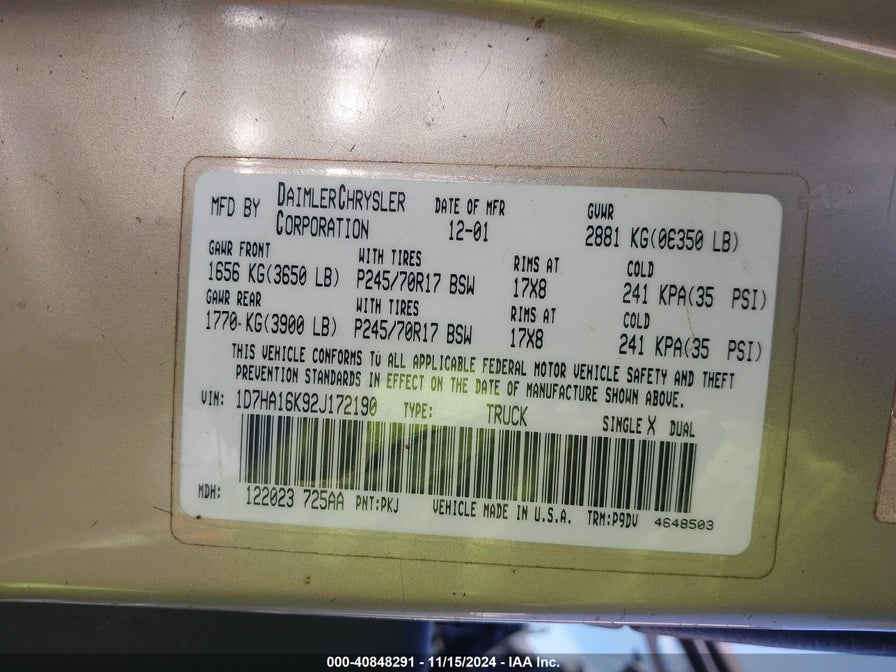 MFD BY DAIMLERCHRYSLER CORPORATION DATE OF MFR 12-01 GVWR 2881 KG(06350 LB)
GAWR FRONT WITH TIRES RIMS AT COLD
1656 KG(3650 LB) P245/70R17 BSW 17X8 241 KPA(35 PSI)
GAWR REAR WITH TIRES RIMS AT COLD
1770 KG(3900 LB) P245/70R17 BSW 17X8 241 KPA(35 PSI)
THIS VEHICLE CONFORMS TO ALL APPLICABLE FEDERAL MOTOR VEHICLE SAFETY AND THEFT
PREVENTION STANDARDS IN EFFECT ON THE DATE OF MANUFACTURE SHOWN ABOVE.
VIN: 1D7HA16K92J172190 TYPE: TRUCK SINGLE X DUAL
MDH: 122023 725AA PNT:PKJ VEHICLE MADE IN U.S.A. TRM:P9DV 4648503
000-40848291 - 11/15/2024 - IAA Inc.